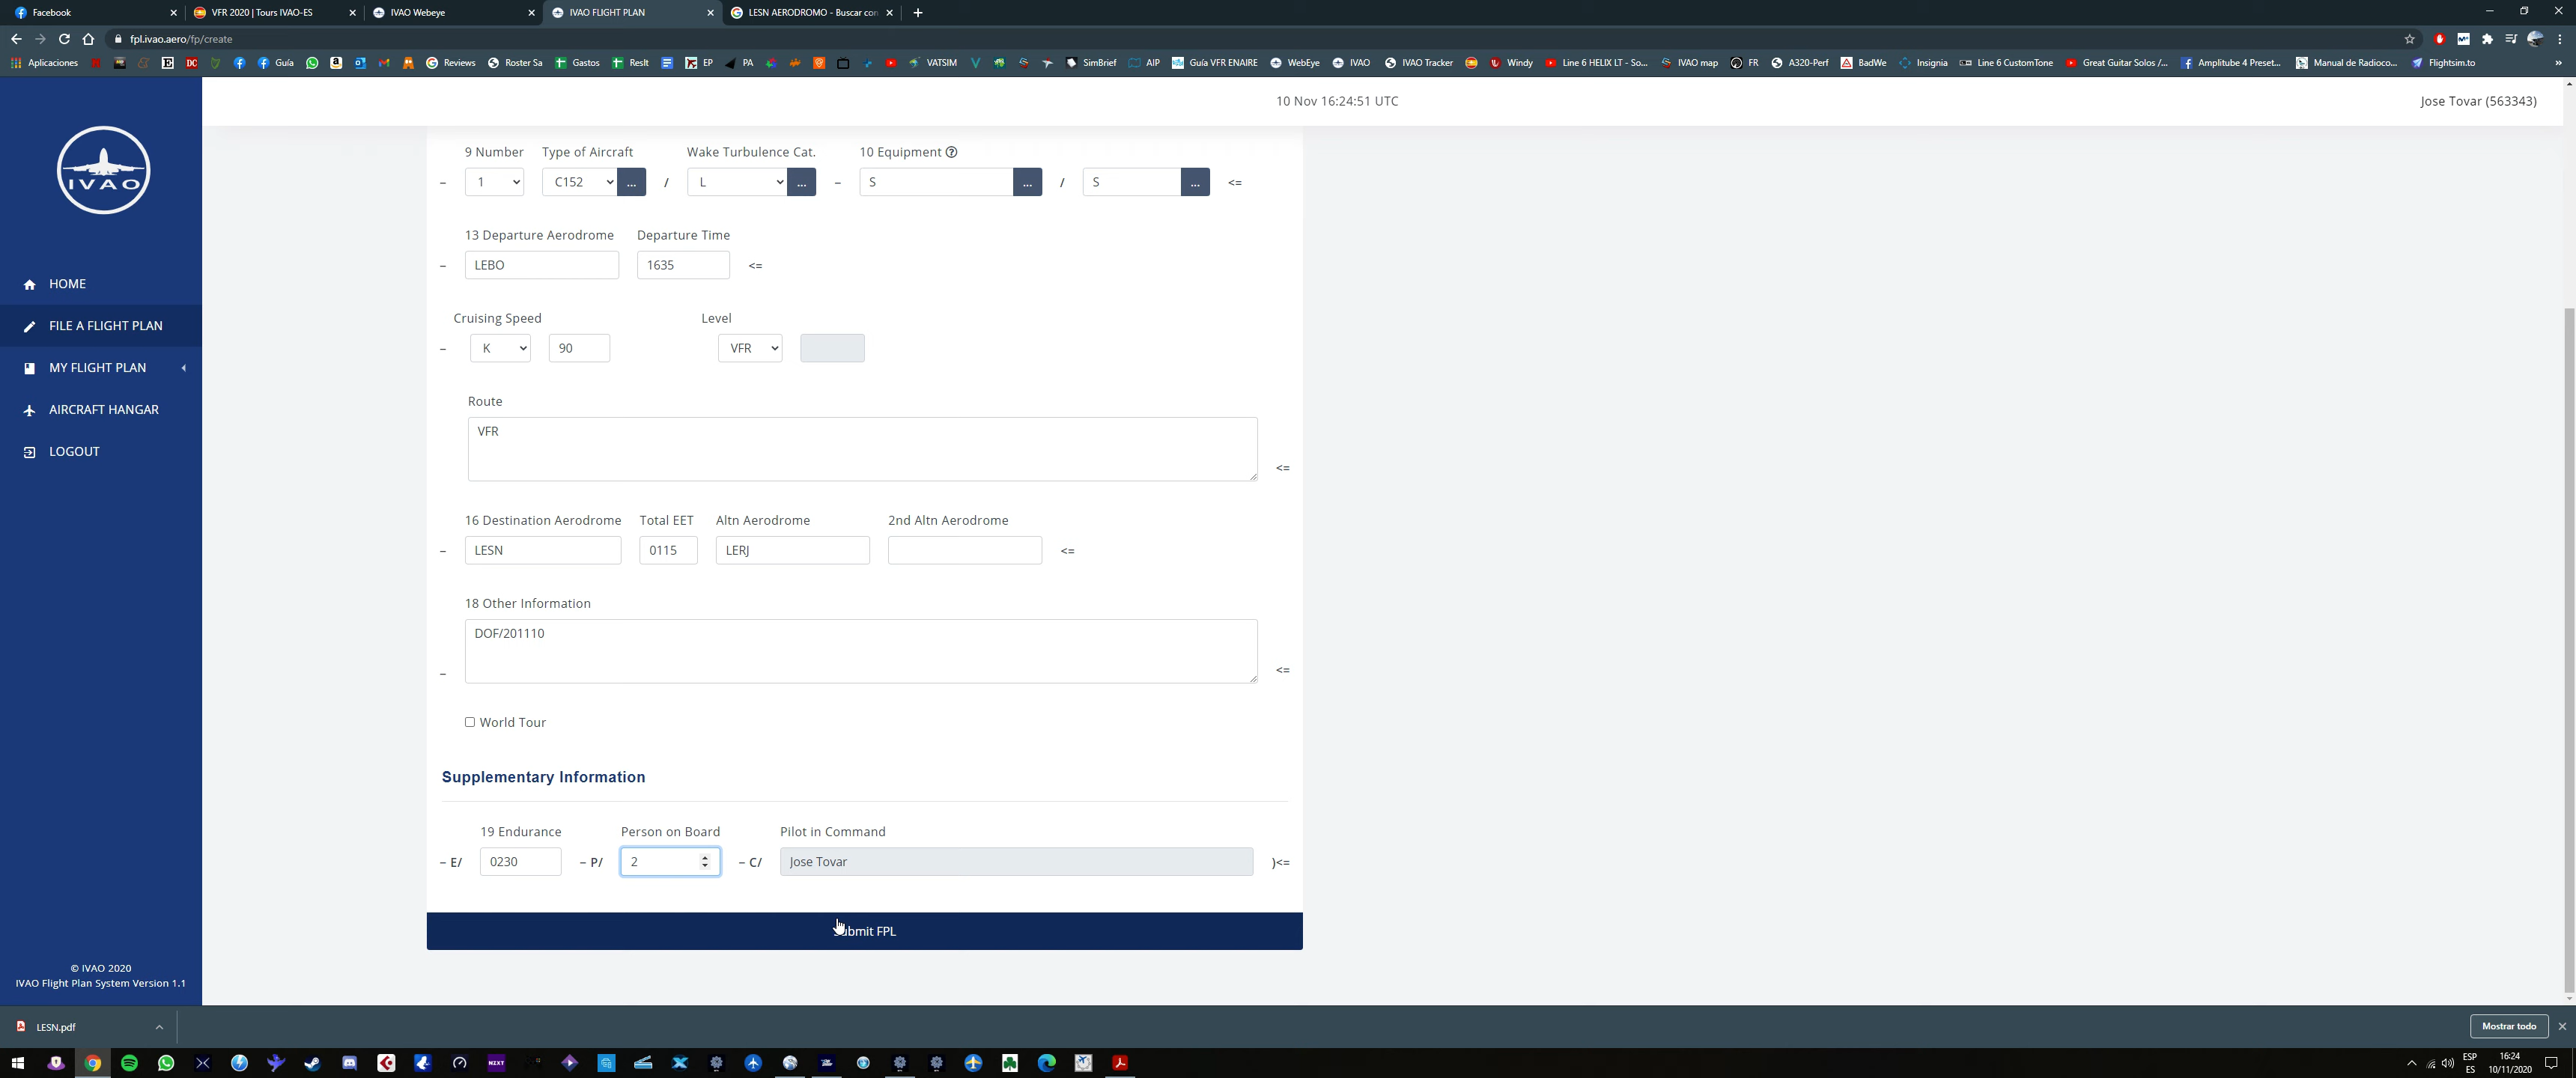 Facebook
VFR 2020 | Tours IVAO-ES
IVAO Webeye
IVAO FLIGHT PLAN
LESN AERODROMO - Buscar con
fpl.ivao.aero/fp/create
Aplicaciones
Guía
Reviews
Roster Sa
Gastos
Resit
EP
PA
VATSIM
SimBrief
AIP
Guía VFR ENAIRE
WebEye
IVAO
IVAO Tracker
Windy
Line 6 HELIX LT - So...
IVAO map
FR
A320-Perf
BadWe
Insignia
Line 6 CustomTone
Great Guitar Solos /...
Amplitube 4 Preset...
Manual de Radioco...
Flightsim.to
»
10 Nov 16:24:51 UTC
Jose Tovar (563343)
IVAO
HOME
FILE A FLIGHT PLAN
MY FLIGHT PLAN
AIRCRAFT HANGAR
LOGOUT
9 Number Type of Aircraft Wake Turbulence Cat. 10 Equipment
– 1 C152 ... / L ... – S ... / S ... <=
13 Departure Aerodrome Departure Time
– LEBO 1635 <=
Cruising Speed Level
– K 90 VFR
Route
VFR
<=
16 Destination Aerodrome Total EET Altn Aerodrome 2nd Altn Aerodrome
– LESN 0115 LERJ <=
18 Other Information
DOF/201110
– <=
World Tour
Supplementary Information
19 Endurance Person on Board Pilot in Command
– E/ 0230 – P/ 2 – C/ Jose Tovar )<=
Submit FPL
© IVAO 2020
IVAO Flight Plan System Version 1.1
LESN.pdf
Mostrar todo
NZXT
ESP
ES
16:24
10/11/2020